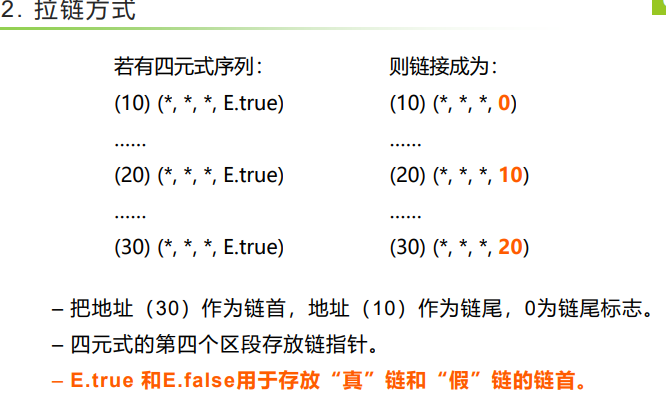 2. 拉链方式
若有四元式序列： 则链接成为：
(10) (*, *, *, E.true) (10) (*, *, *, 0)
...... ......
(20) (*, *, *, E.true) (20) (*, *, *, 10)
...... ......
(30) (*, *, *, E.true) (30) (*, *, *, 20)
– 把地址（30）作为链首，地址（10）作为链尾，0为链尾标志。
– 四元式的第四个区段存放链指针。
– E.true 和E.false用于存放“真”链和“假”链的链首。